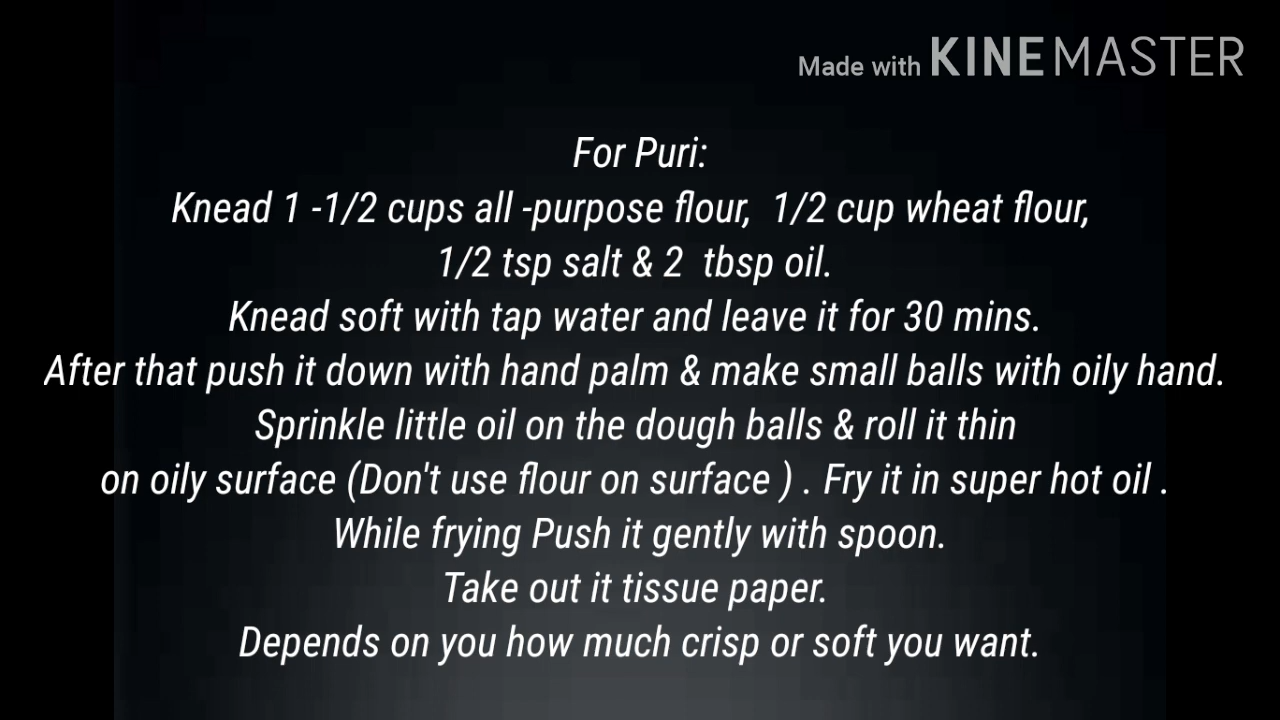 Made with KINEMASTER
For Puri:
Knead 1 -1/2 cups all -purpose flour,  1/2 cup wheat flour,
1/2 tsp salt & 2  tbsp oil.
Knead soft with tap water and leave it for 30 mins.
After that push it down with hand palm & make small balls with oily hand.
Sprinkle little oil on the dough balls & roll it thin
on oily surface (Don't use flour on surface ) . Fry it in super hot oil .
While frying Push it gently with spoon.
Take out it tissue paper.
Depends on you how much crisp or soft you want.